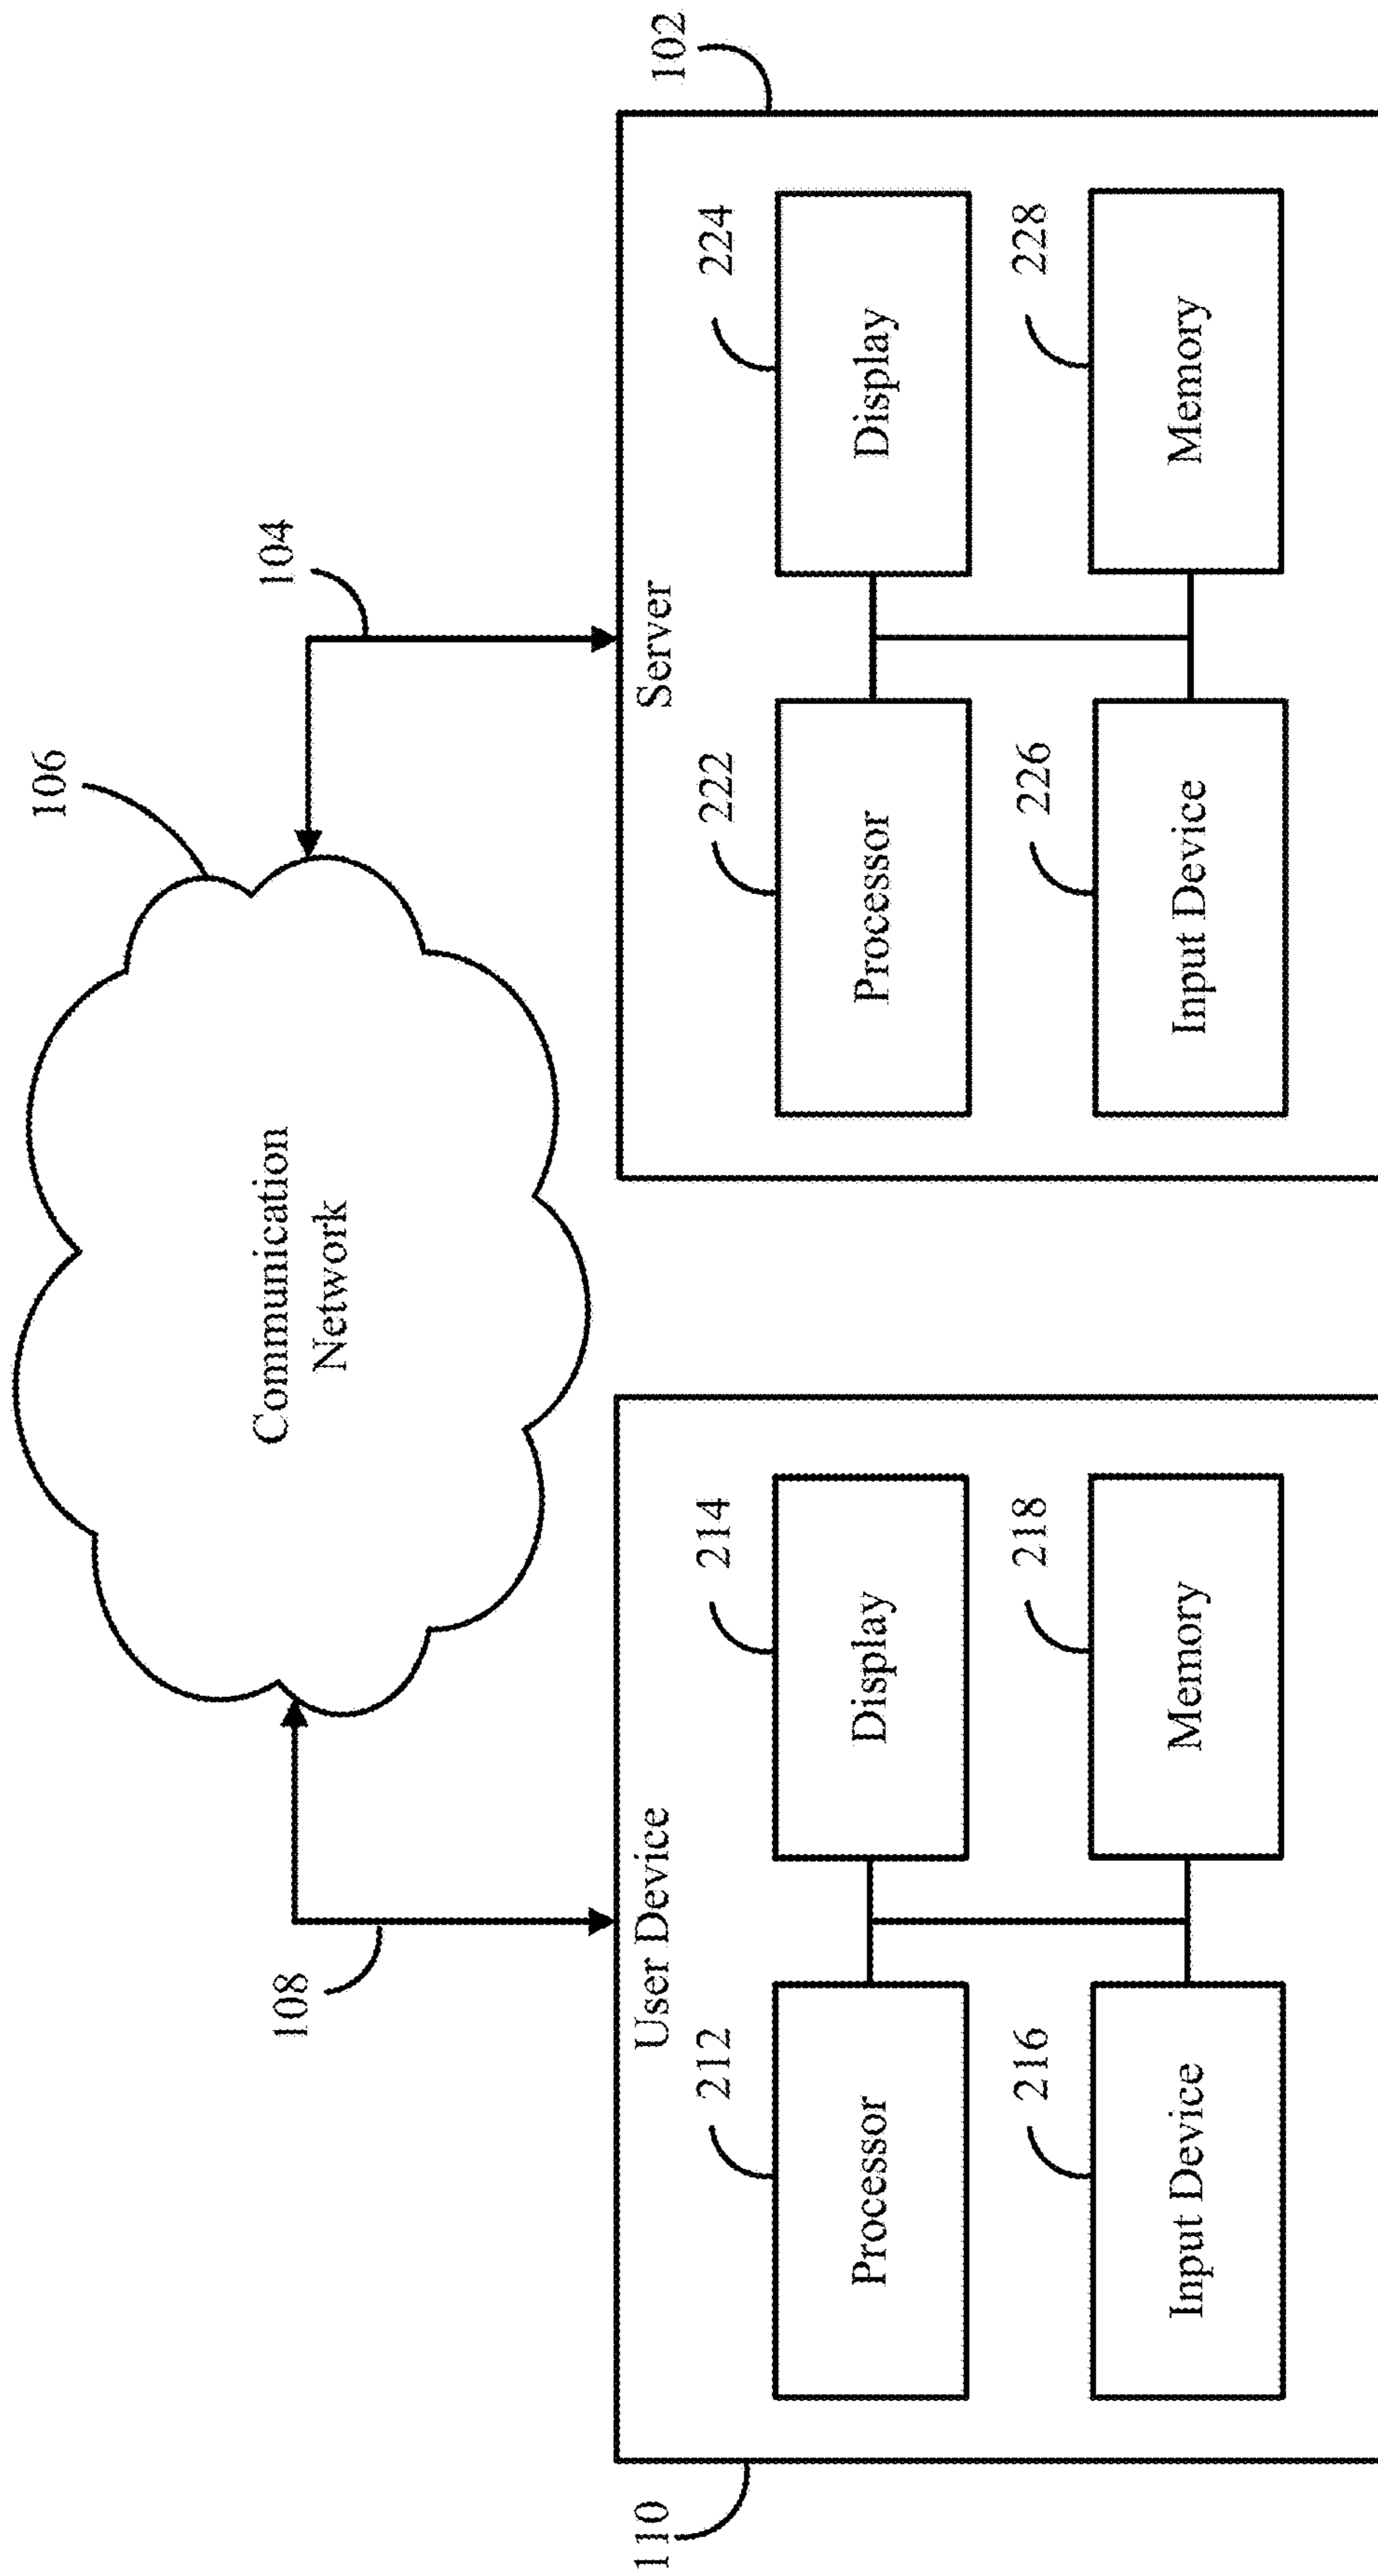 106
Communication
Network
108
104
110
User Device
212
Processor
214
Display
216
Input Device
218
Memory
102
Server
222
Processor
224
Display
226
Input Device
228
Memory